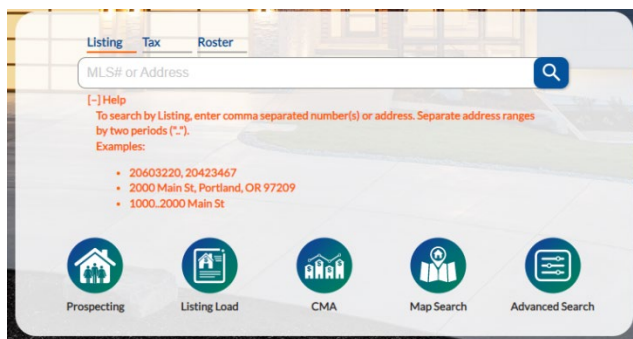 Listing Tax Roster
MLS# or Address
[-] Help
To search by Listing, enter comma separated number(s) or address. Separate address ranges
by two periods ("..").
Examples:
• 20603220, 20423467
• 2000 Main St, Portland, OR 97209
• 1000..2000 Main St
Prospecting Listing Load CMA Map Search Advanced Search